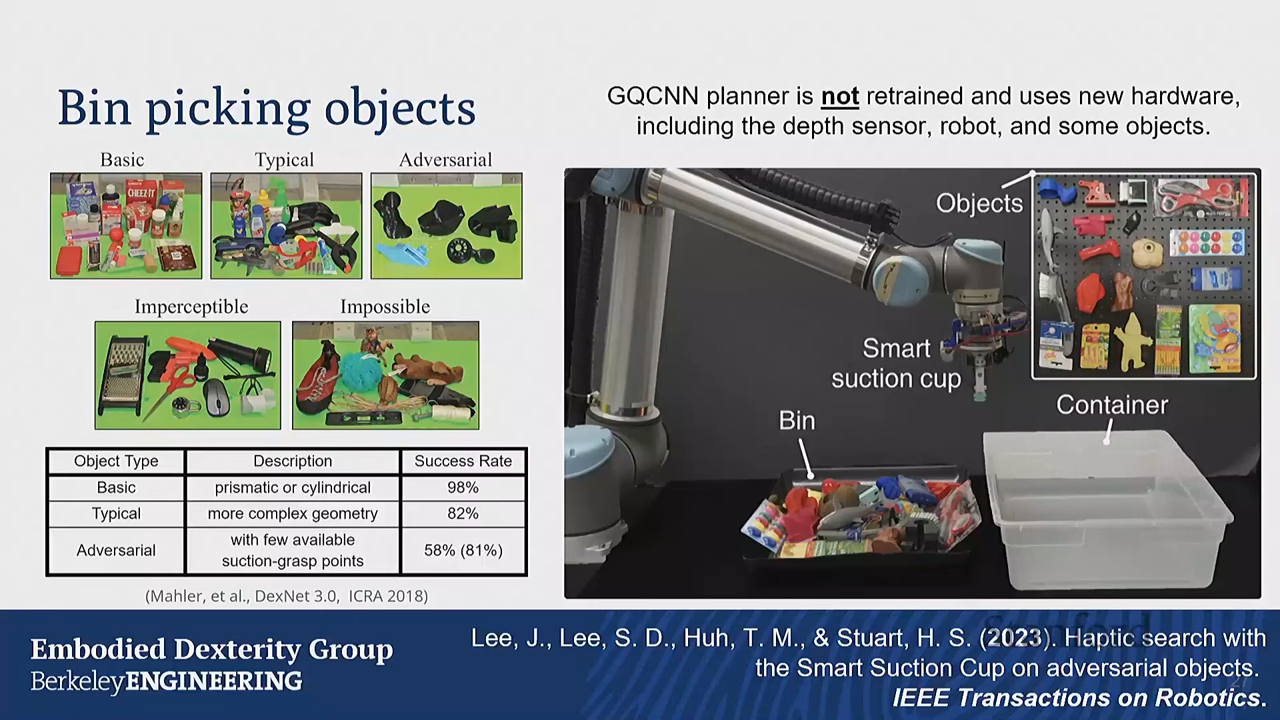 Bin picking objects
Basic
Typical
Adversarial
CHEEZ IT
Imperceptible
Impossible
Object Type Description Success Rate
Basic prismatic or cylindrical 98%
Typical more complex geometry 82%
Adversarial with few available suction-grasp points 58% (81%)
(Mahler, et al., DexNet 3.0, ICRA 2018)
GQCNN planner is not retrained and uses new hardware,
including the depth sensor, robot, and some objects.
Objects
Smart
suction cup
Container
Bin
Embodied Dexterity Group
BerkeleyENGINEERING
Stanford
Lee, J., Lee, S. D., Huh, T. M., & Stuart, H. S. (2023). Haptic search with
the Smart Suction Cup on adversarial objects.
IEEE Transactions on Robotics.